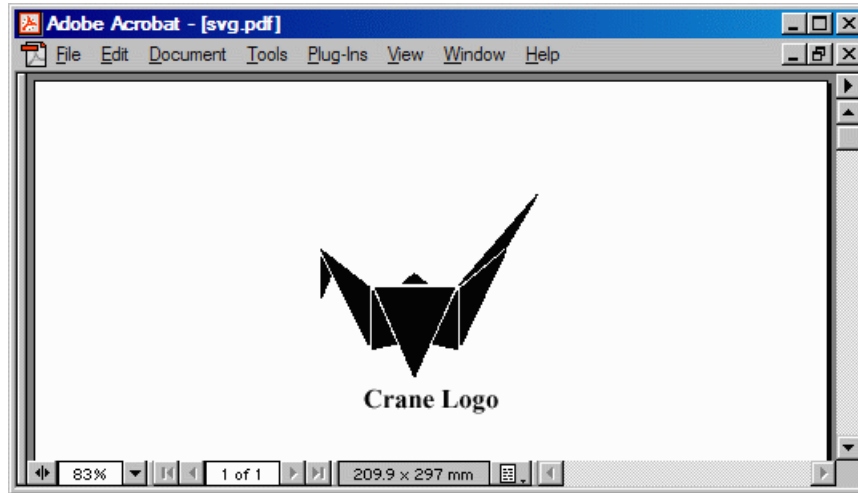 Adobe Acrobat - [svg.pdf]
File Edit Document Tools Plug-Ins View Window Help
Crane Logo
83% 1 of 1 209.9 x 297 mm